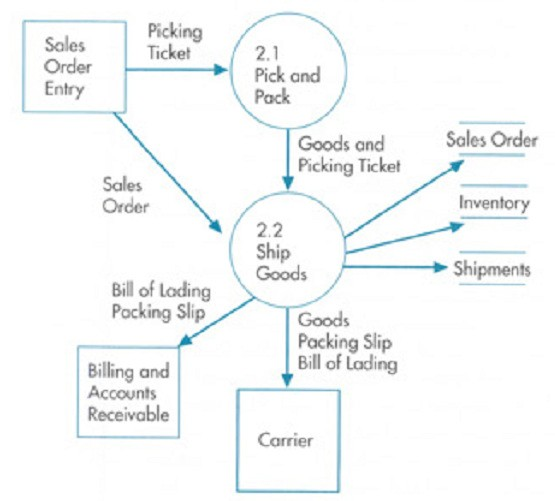 Sales
Order
Entry
Picking
Ticket
2.1
Pick and
Pack
Goods and
Picking Ticket
Sales Order
Sales
Order
2.2
Ship
Goods
Inventory
Shipments
Bill of Lading
Packing Slip
Goods
Packing Slip
Bill of Lading
Billing and
Accounts
Receivable
Carrier